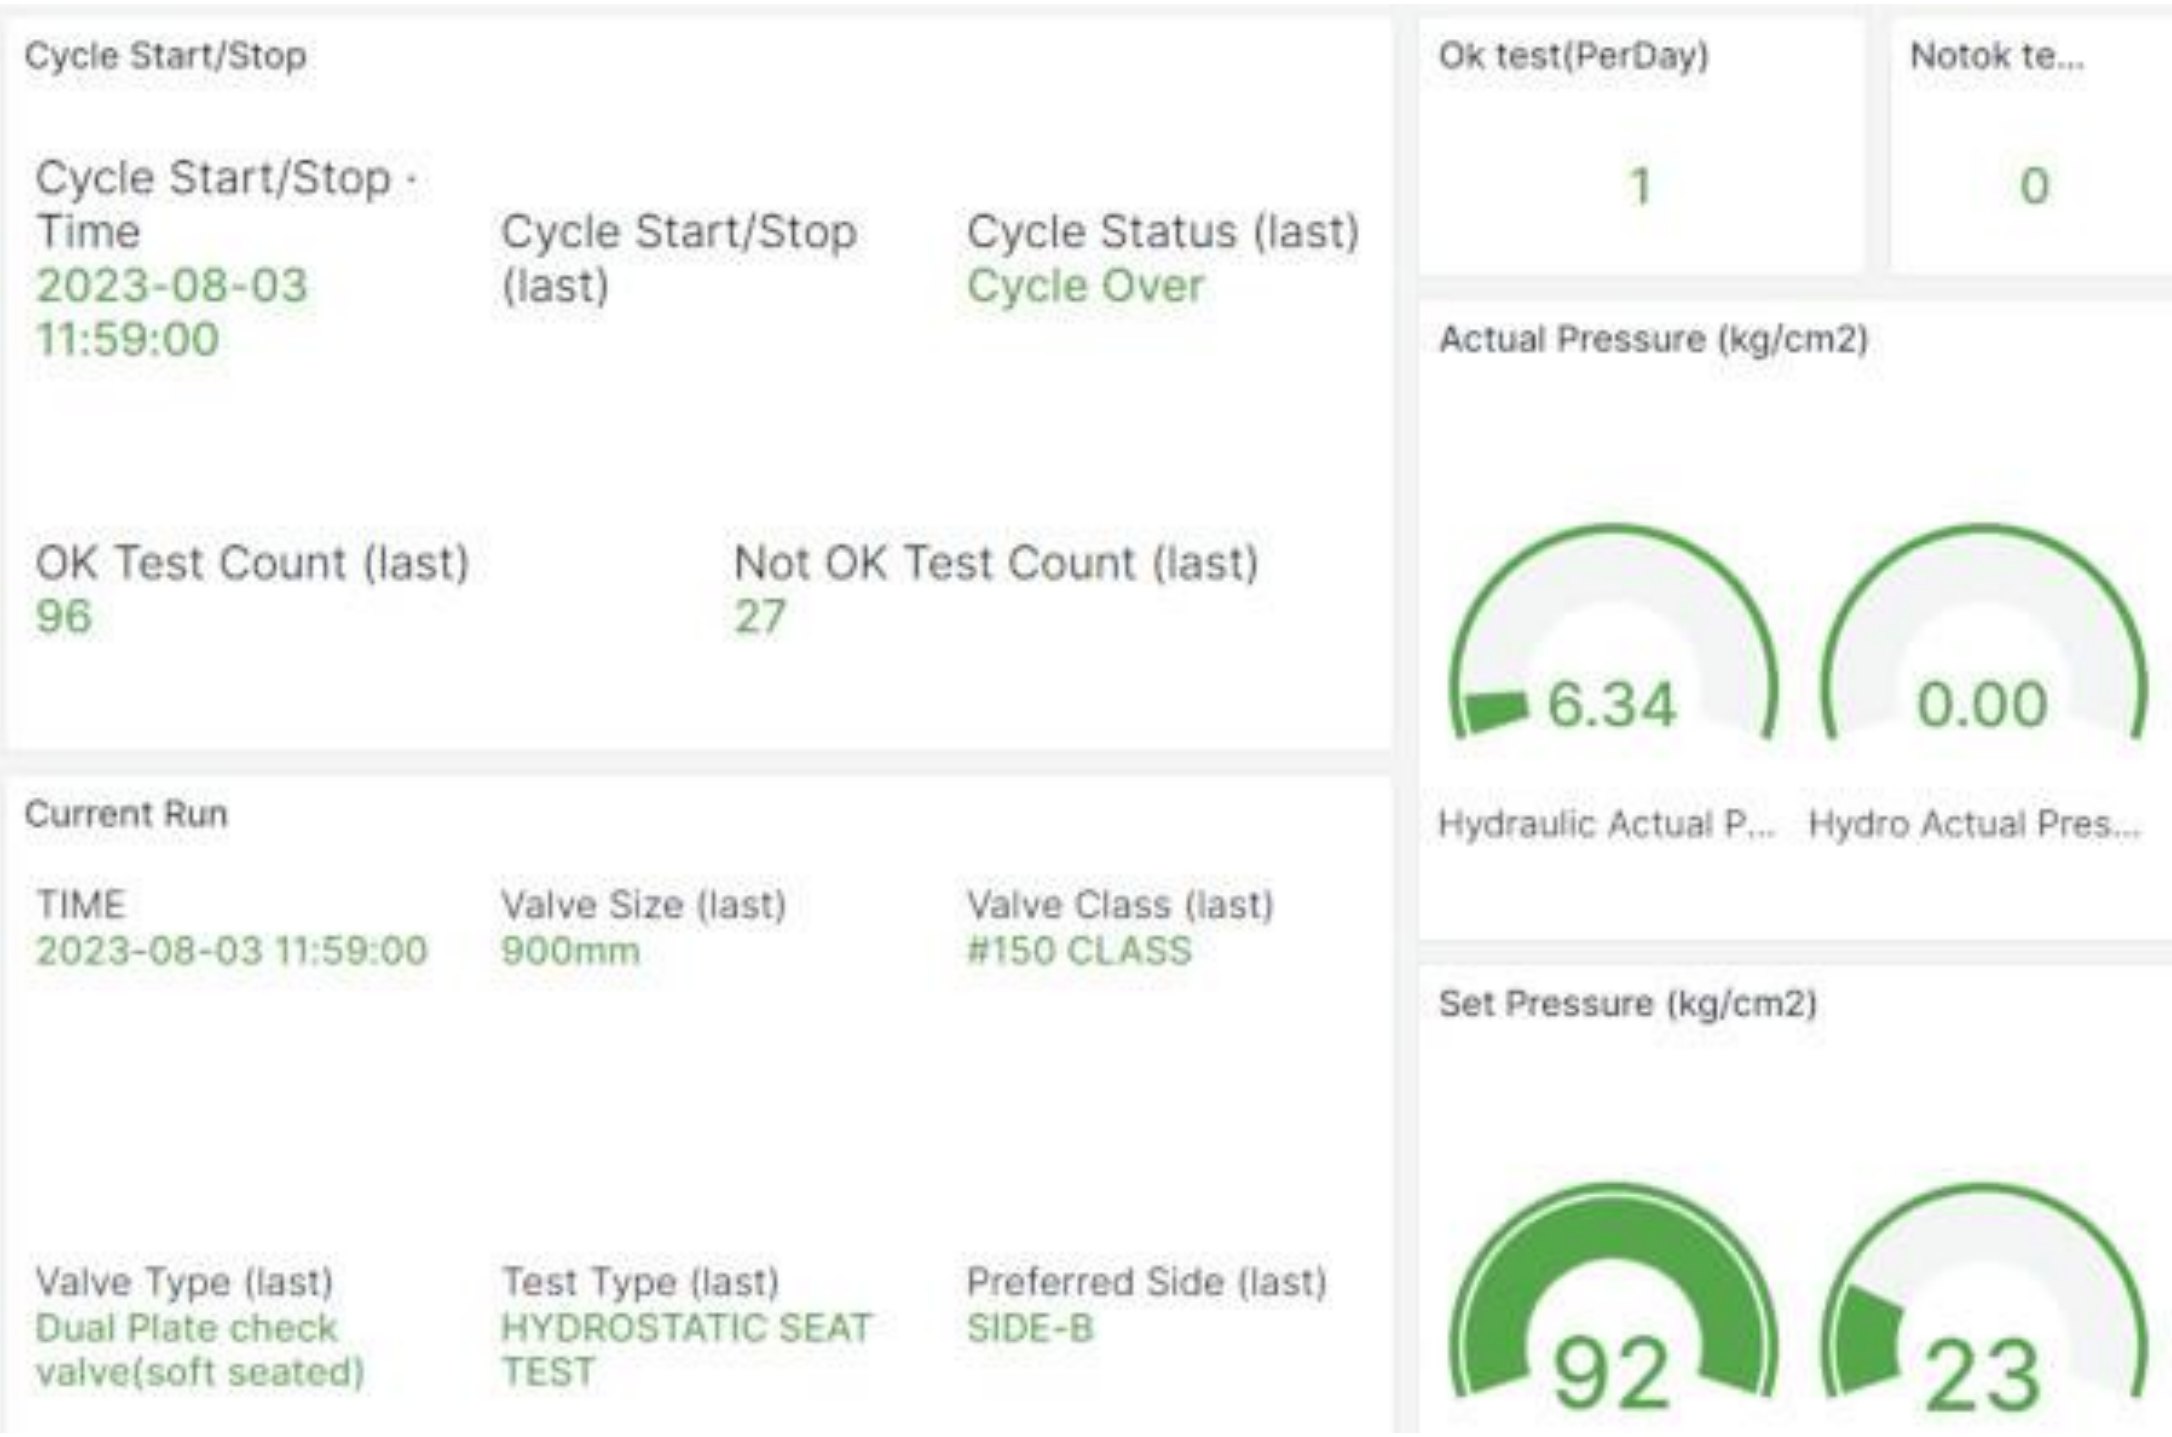 Cycle Start/Stop
Cycle Start/Stop ·
Time
2023-08-03
11:59:00
Cycle Start/Stop
(last)
Cycle Status (last)
Cycle Over
OK Test Count (last)
96
Not OK Test Count (last)
27
Ok test(PerDay)
1
Notok te...
0
Actual Pressure (kg/cm2)
6.34
0.00
Hydraulic Actual P...
Hydro Actual Pres...
Current Run
TIME
2023-08-03 11:59:00
Valve Size (last)
900mm
Valve Class (last)
#150 CLASS
Valve Type (last)
Dual Plate check
valve(soft seated)
Test Type (last)
HYDROSTATIC SEAT
TEST
Preferred Side (last)
SIDE-B
Set Pressure (kg/cm2)
92
23